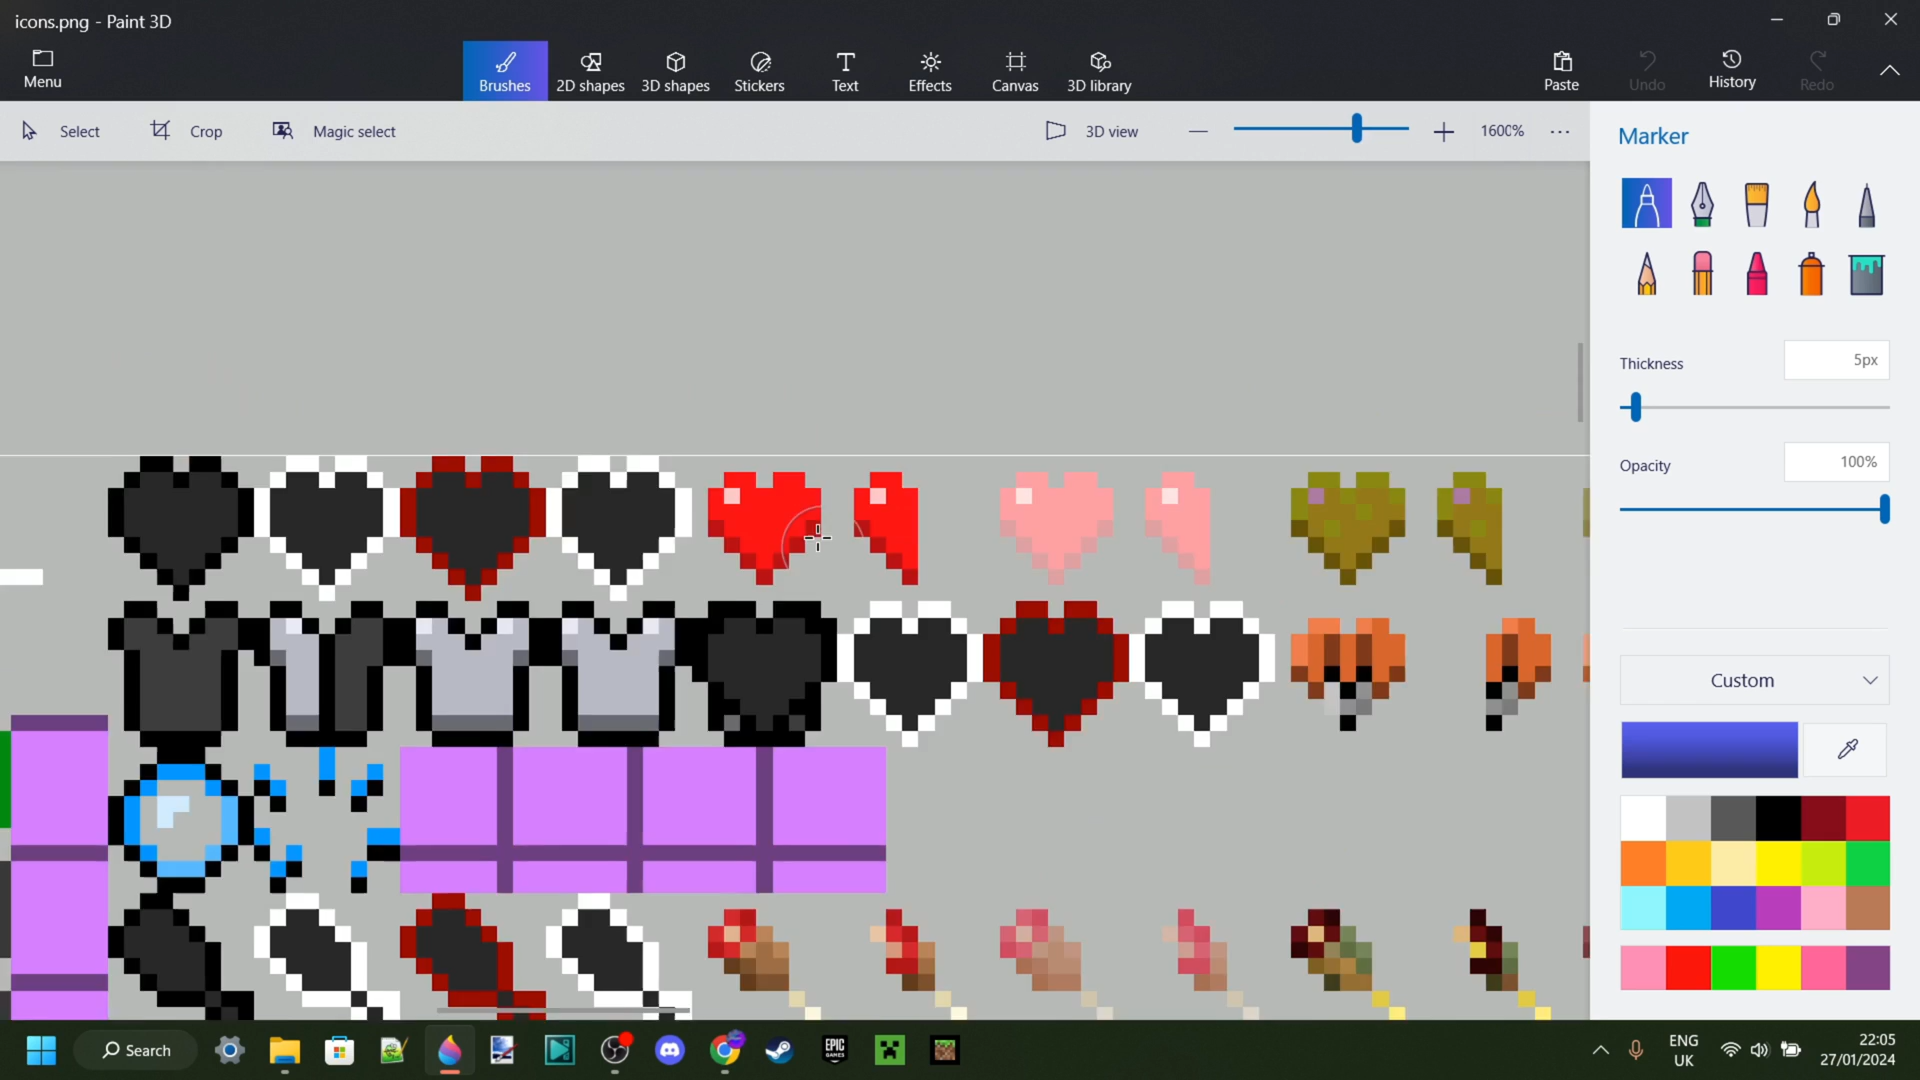 icons.png - Paint 3D
Menu
Brushes
2D shapes
3D shapes
Stickers
Text
Effects
Canvas
3D library
Paste
Undo
History
Redo
Select
Crop
Magic select
3D view
1600%
Marker
Thickness
5px
Opacity
100%
Custom
Search
EPIC
GAMES
ENG
UK
22:05
27/01/2024